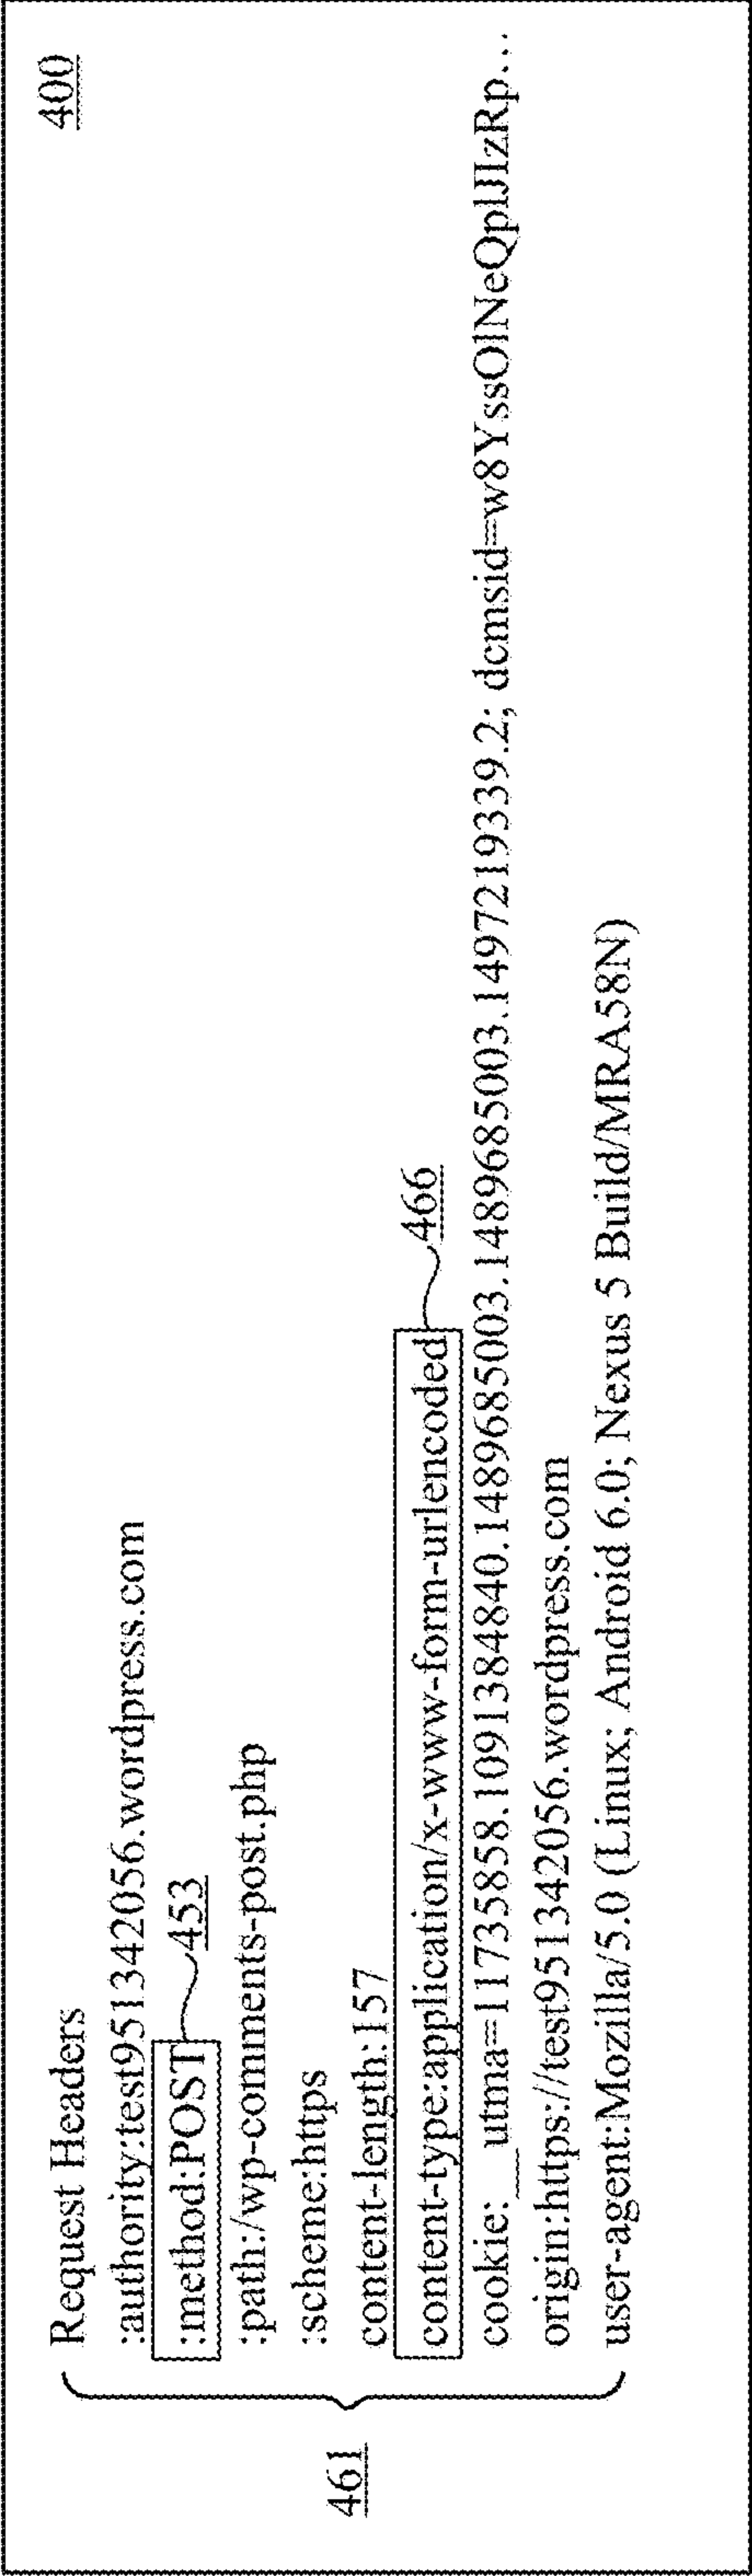 400
461
Request Headers
:authority:test951342056.wordpress.com
:method:POST 453
:path:/wp-comments-post.php
:scheme:https
content-length:157
content-type:application/x-www-form-urlencoded 466
cookie:__utma=11735858.1091384840.1489685003.1489685003.1497219339.2; dcmsid=w8YssOlNeQplJIzRp...
origin:https://test951342056.wordpress.com
user-agent:Mozilla/5.0 (Linux; Android 6.0; Nexus 5 Build/MRA58N)